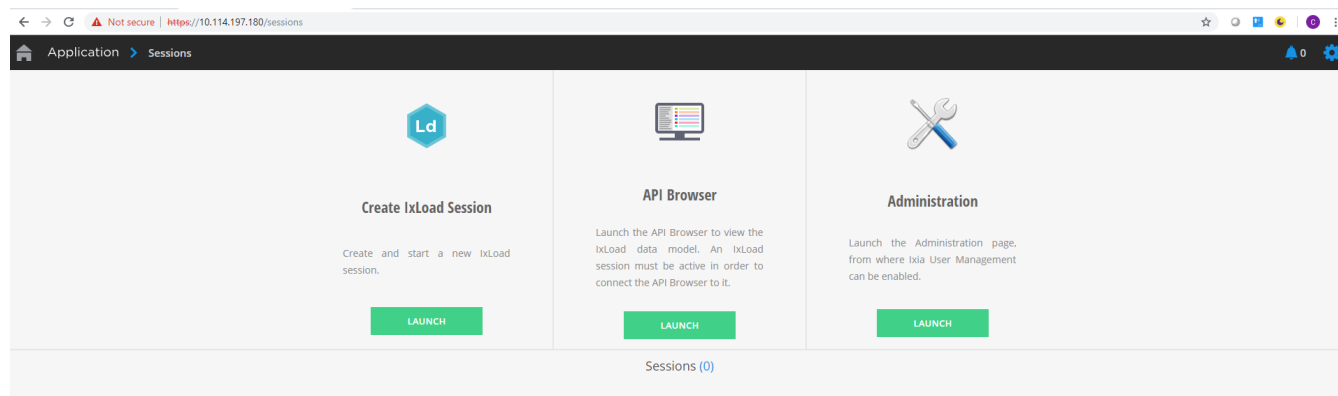 Not secure | https://10.114.197.180/sessions
C
Application > Sessions
0
Ld
Create IxLoad Session
Create and start a new IxLoad
session.
LAUNCH
API Browser
Launch the API Browser to view the
IxLoad data model. An IxLoad
session must be active in order to
connect the API Browser to it.
LAUNCH
Administration
Launch the Administration page,
from where Ixia User Management
can be enabled.
LAUNCH
Sessions (0)